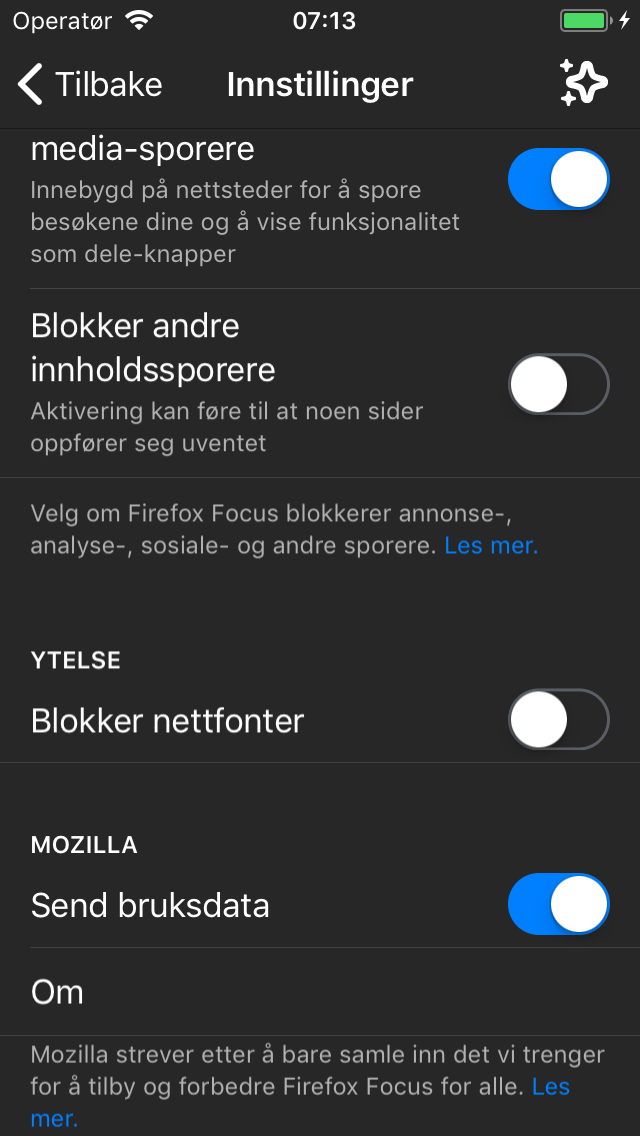 Operatør
07:13
Tilbake
Innstillinger
media-sporere
Innebygd på nettsteder for å spore
besøkene dine og å vise funksjonalitet
som dele-knapper
Blokker andre
innholdssporere
Aktivering kan føre til at noen sider
oppfører seg uventet
Velg om Firefox Focus blokkerer annonse-,
analyse-, sosiale- og andre sporere. Les mer.
YTELSE
Blokker nettfonter
MOZILLA
Send bruksdata
Om
Mozilla strever etter å bare samle inn det vi trenger
for å tilby og forbedre Firefox Focus for alle. Les
mer.